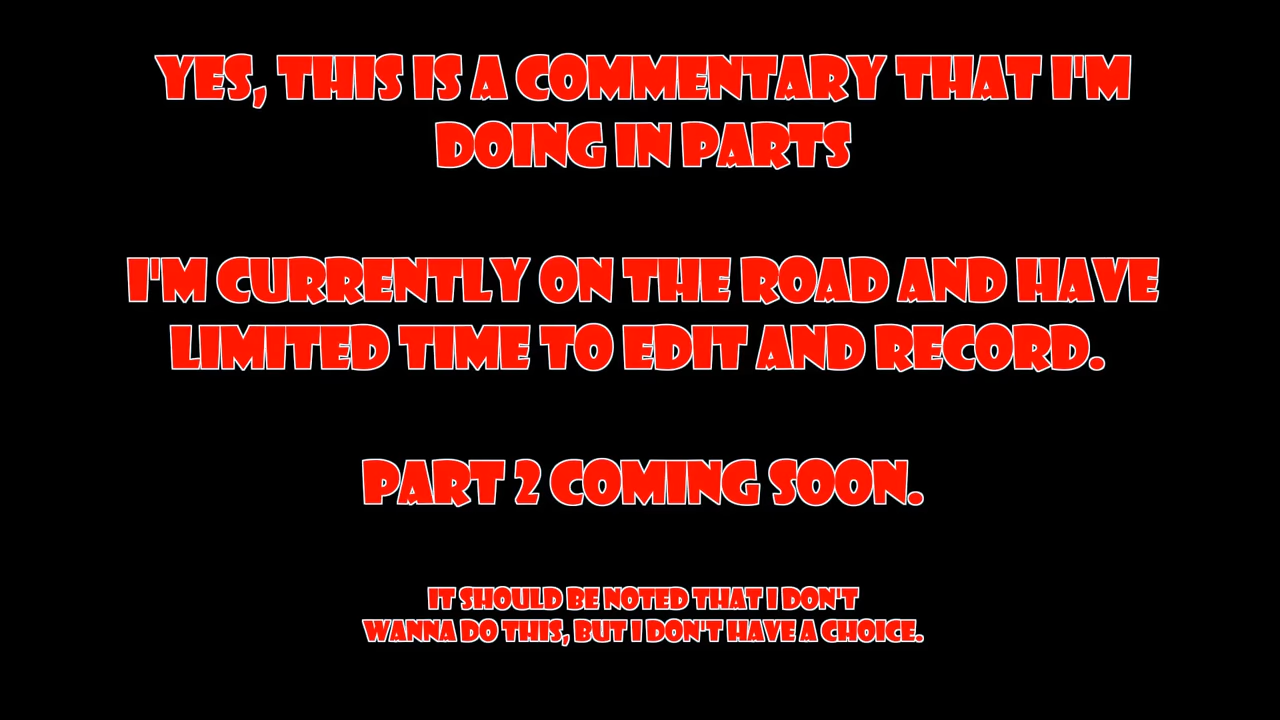 YES, THIS IS A COMMENTARY THAT I'M
DOING IN PARTS
I'M CURRENTLY ON THE ROAD AND HAVE
LIMITED TIME TO EDIT AND RECORD.
PART 2 COMING SOON.
IT SHOULD BE NOTED THAT I DON'T
WANNA DO THIS, BUT I DON'T HAVE A CHOICE.